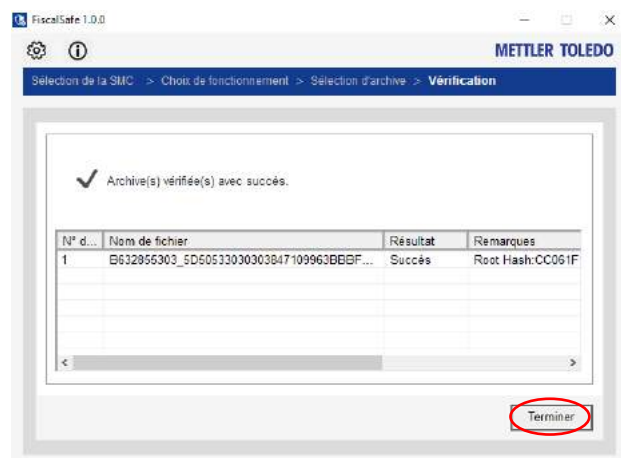 FiscalSafe 1.0.0
METTLER TOLEDO
Sélection de la SMC > Choix de fonctionnement > Sélection d'archive > Vérification
Archive(s) vérifiée(s) avec succès.
N° d... Nom de fichier Résultat Remarques
1 B632855303_5D50533030303847109963BBBF... Succès Root Hash:CC061F
Terminer